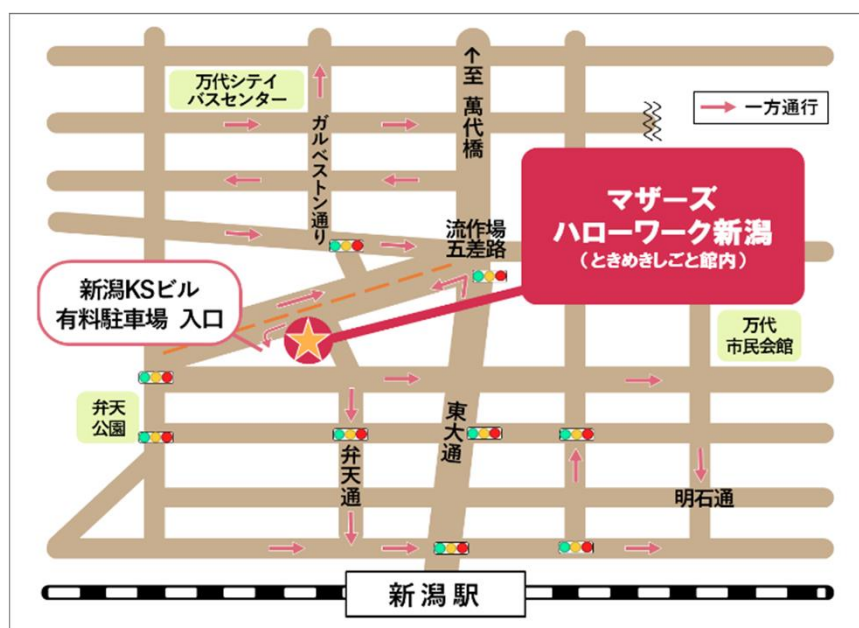 万代シテイ
バスセンター
↑至 萬代橋
一方通行
ガルベストン通り
マザーズ
ハローワーク新潟
(ときめきしごと館内)
流作場
五差路
新潟KSビル
有料駐車場 入口
万代
市民会館
弁天
公園
東大通
弁天通
明石通
新潟駅